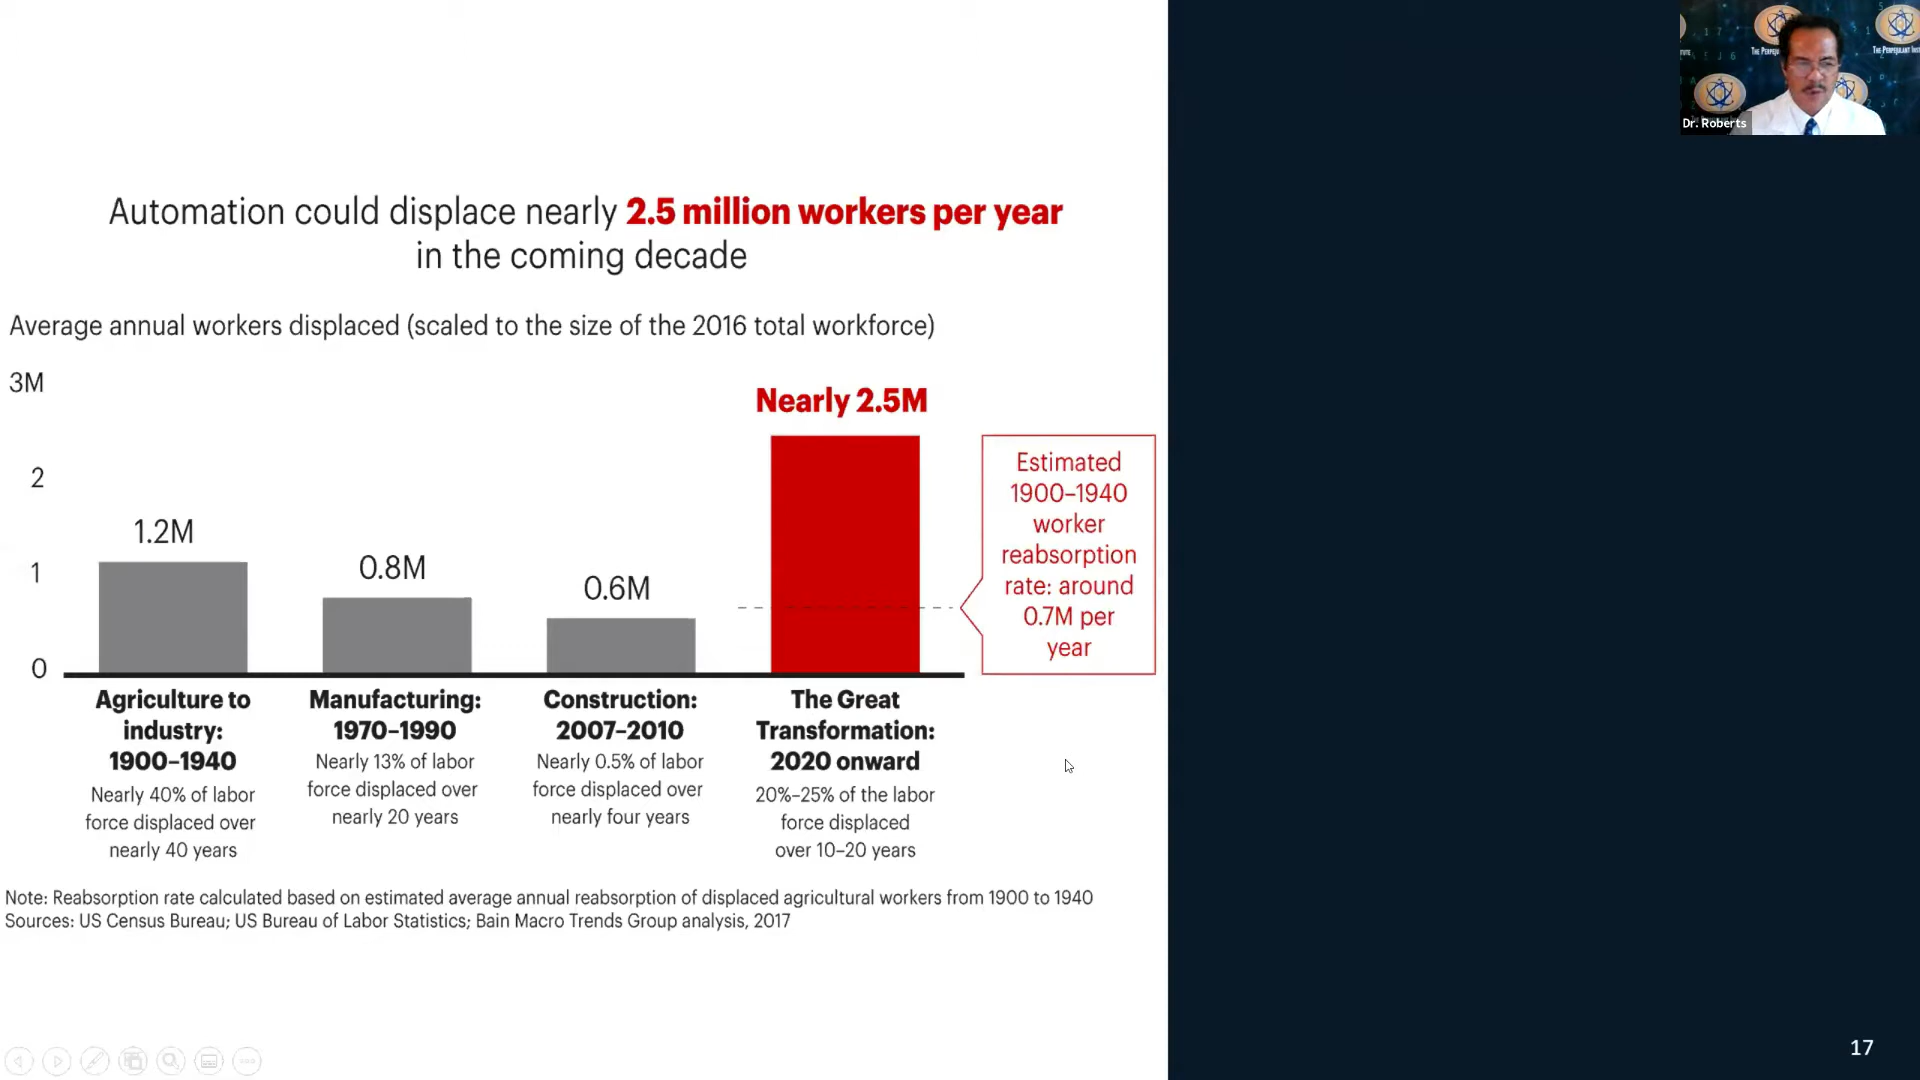 Automation could displace nearly 2.5 million workers per year
in the coming decade
Average annual workers displaced (scaled to the size of the 2016 total workforce)
3M
2
1
0
1.2M
0.8M
0.6M
Nearly 2.5M
Estimated
1900–1940
worker
reabsorption
rate: around
0.7M per
year
Agriculture to
industry:
1900–1940
Nearly 40% of labor
force displaced over
nearly 40 years
Manufacturing:
1970–1990
Nearly 13% of labor
force displaced over
nearly 20 years
Construction:
2007–2010
Nearly 0.5% of labor
force displaced over
nearly four years
The Great
Transformation:
2020 onward
20%–25% of the labor
force displaced
over 10–20 years
Note: Reabsorption rate calculated based on estimated average annual reabsorption of displaced agricultural workers from 1900 to 1940
Sources: US Census Bureau; US Bureau of Labor Statistics; Bain Macro Trends Group analysis, 2017
Dr. Roberts
17